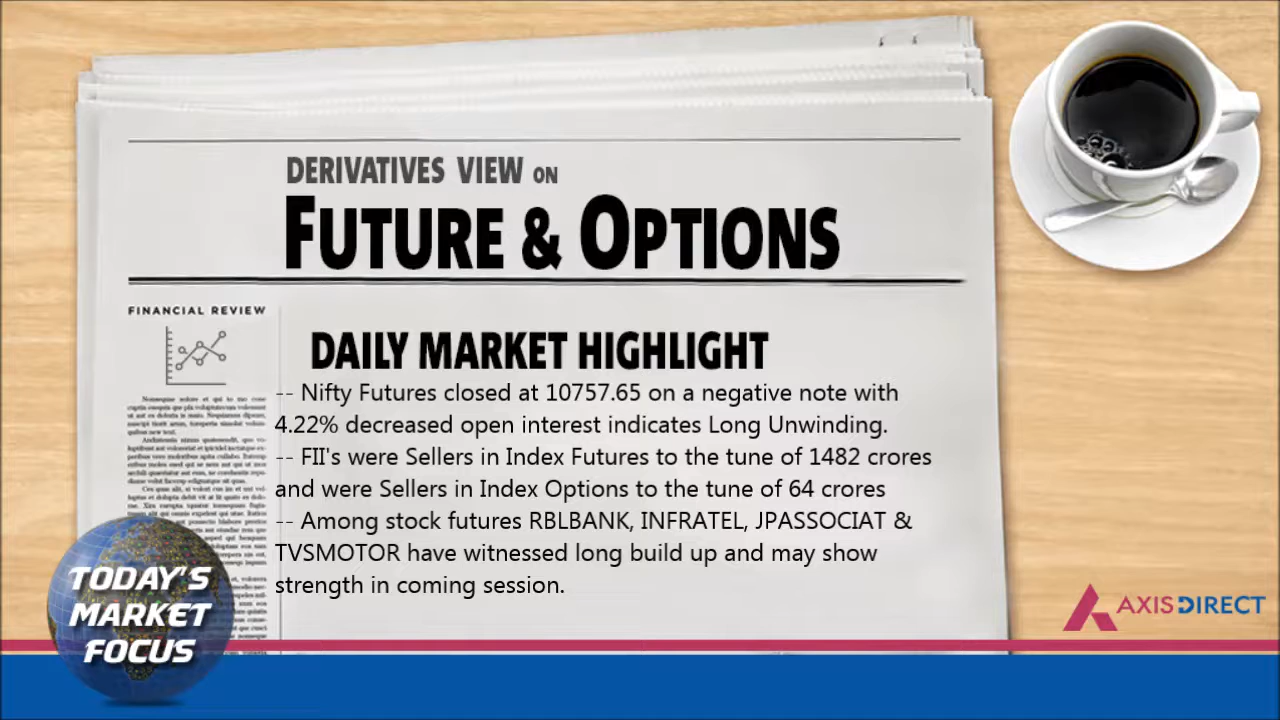 DERIVATIVES VIEW ON
FUTURE & OPTIONS
FINANCIAL REVIEW
DAILY MARKET HIGHLIGHT
-- Nifty Futures closed at 10757.65 on a negative note with
4.22% decreased open interest indicates Long Unwinding.
-- FII's were Sellers in Index Futures to the tune of 1482 crores
and were Sellers in Index Options to the tune of 64 crores
-- Among stock futures RBLBANK, INFRATEL, JPASSOCIAT &
TVSMOTOR have witnessed long build up and may show
strength in coming session.
TODAY'S
MARKET
FOCUS
AXIS DIRECT